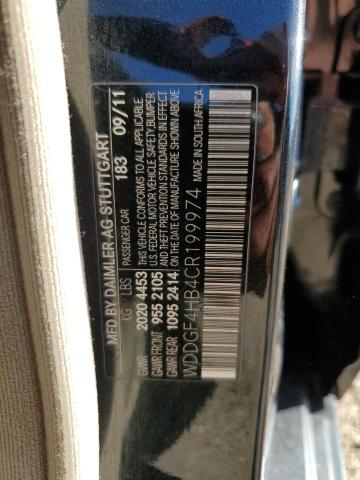 MFD.BY DAIMLER AG STUTTGART
PASSENGER CAR 183 09/11
KG LBS
GWR 2020 4453
GAWR FRONT 955 2105
GAWR REAR 1095 2414
THIS VEHICLE CONFORMS TO ALL APPLICABLE
U.S. FEDERAL MOTOR VEHICLE SAFETY,BUMPER
AND THEFT PREVENTION STANDARDS IN EFFECT
ON THE DATE OF MANUFACTURE SHOWN ABOVE.
MADE IN SOUTH AFRICA
WDDGF4HB4CR199974